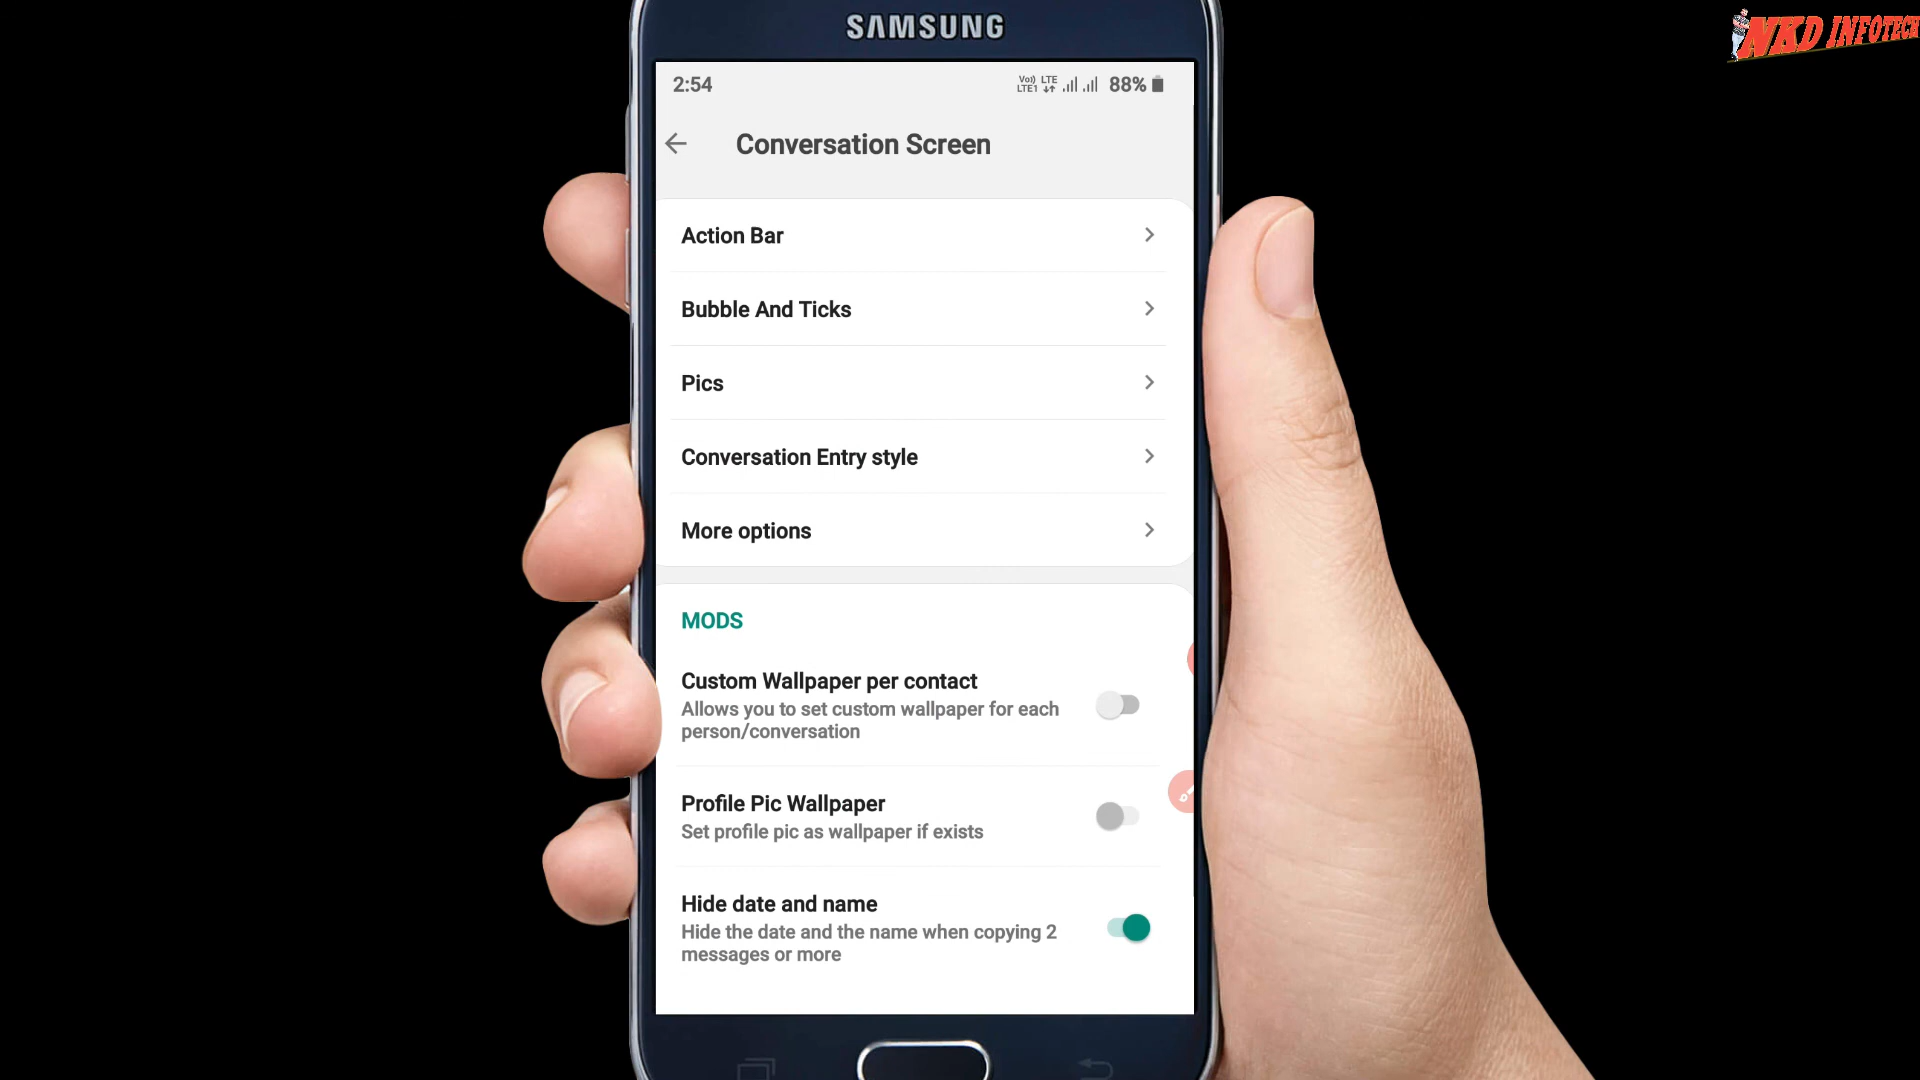 SAMSUNG
NKD INFOTECH
2:54
Vo)) LTE
LTE1
88%
Conversation Screen
Action Bar
Bubble And Ticks
Pics
Conversation Entry style
More options
MODS
Custom Wallpaper per contact
Allows you to set custom wallpaper for each
person/conversation
Profile Pic Wallpaper
Set profile pic as wallpaper if exists
Hide date and name
Hide the date and the name when copying 2
messages or more